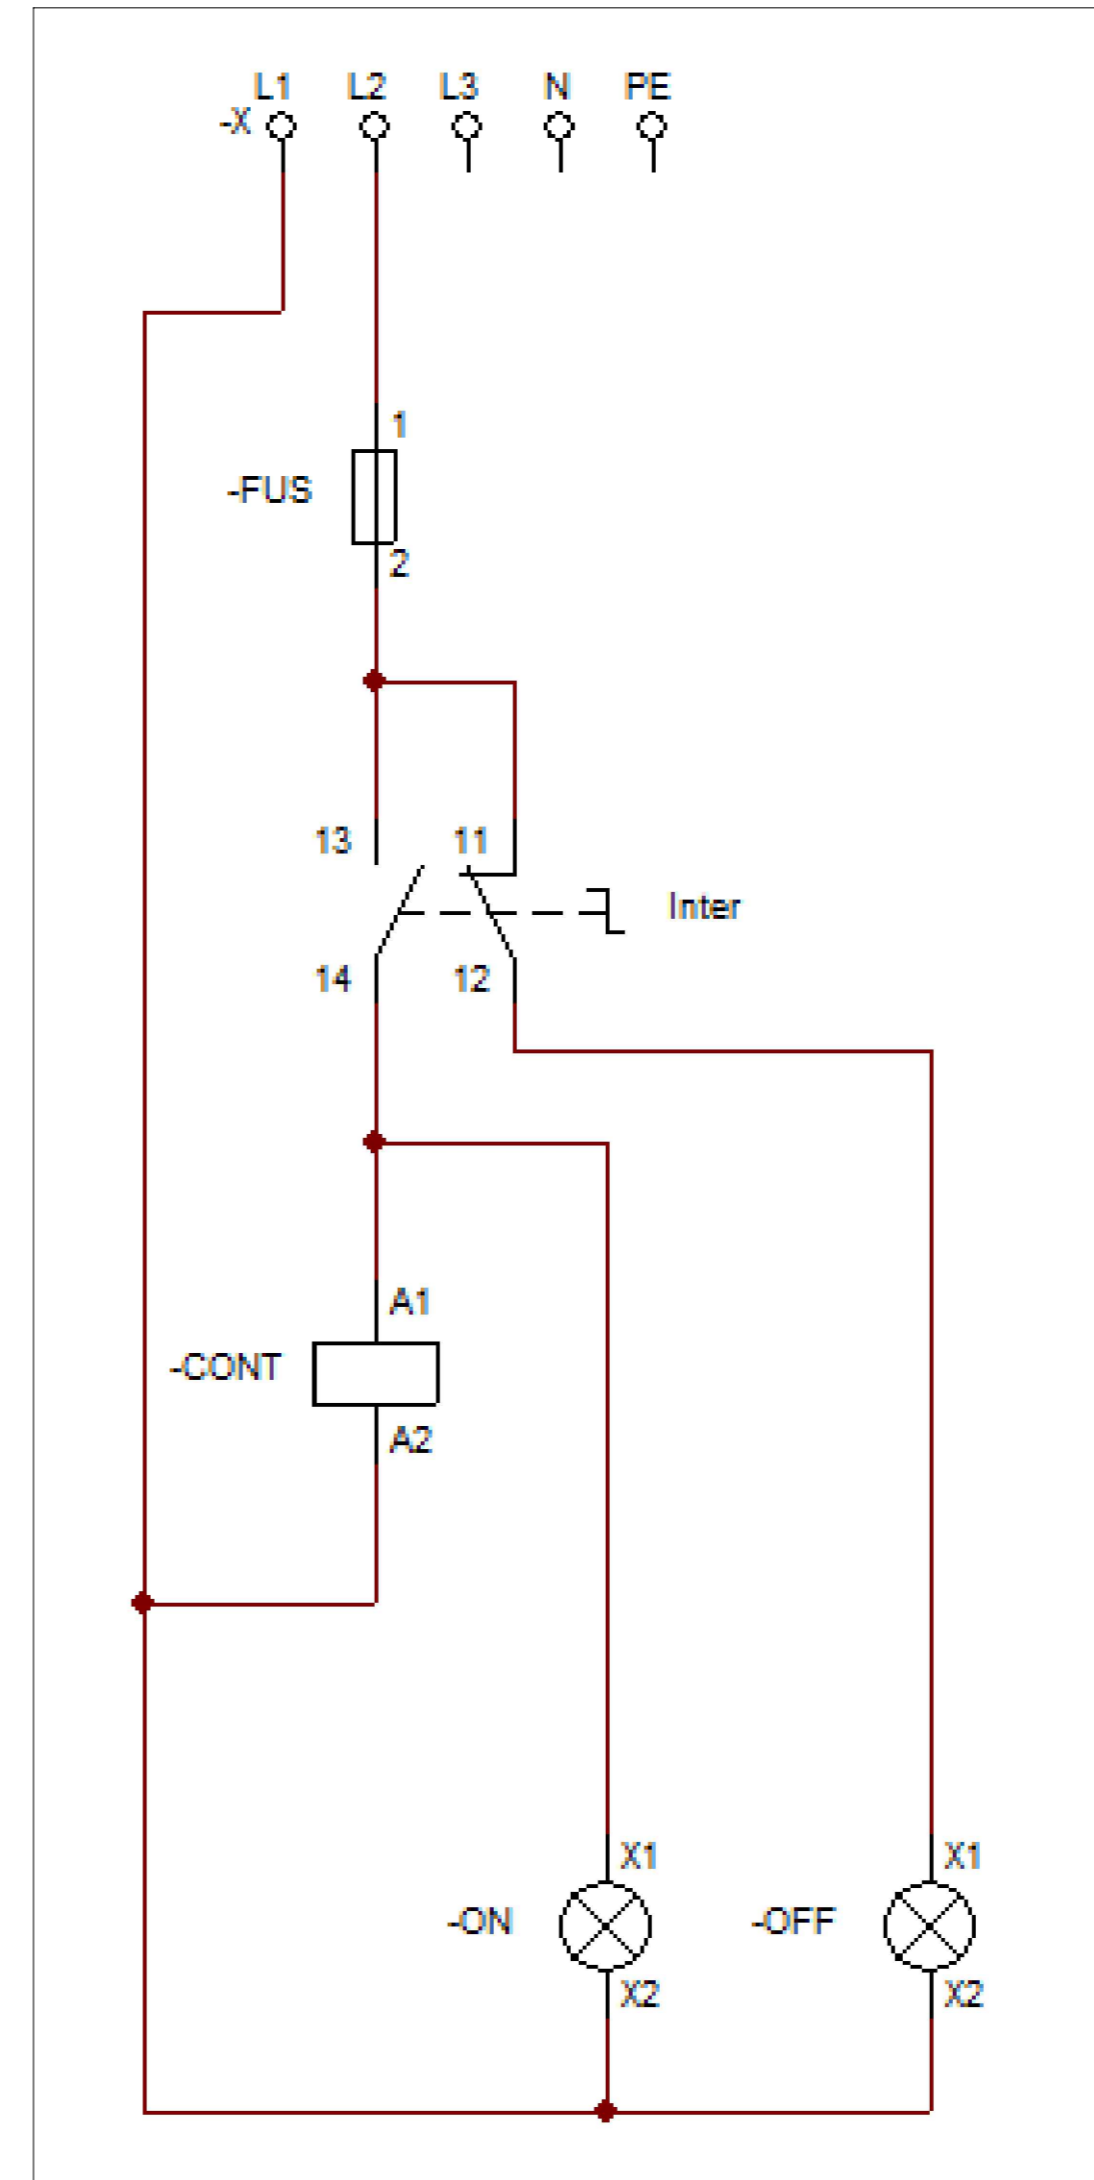 L1 L2 L3 N PE
-X
1
-FUS
2
13 11
Inter
14 12
A1
-CONT
A2
X1 X1
-ON -OFF
X2 X2